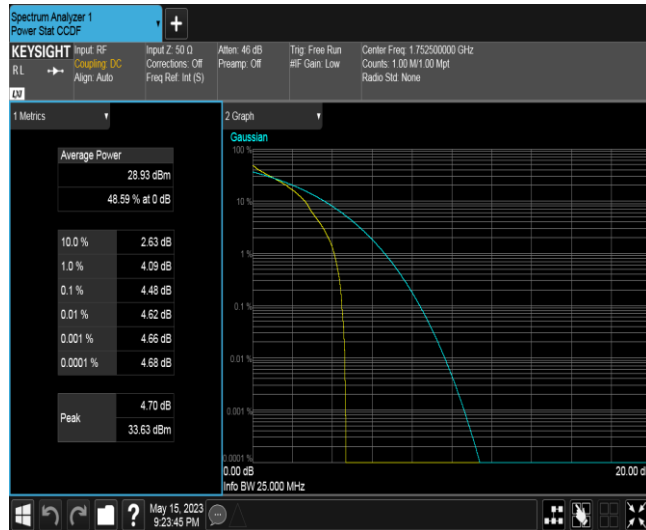 Spectrum Analyzer 1
Power Stat CCDF
+
KEYSIGHT
RL
LXI
Input: RF
Coupling: DC
Align: Auto
Input Z: 50 Ω
Corrections: Off
Freq Ref: Int (S)
Atten: 46 dB
Preamp: Off
Trig: Free Run
#IF Gain: Low
Center Freq: 1.752500000 GHz
Counts: 1.00 M/1.00 Mpt
Radio Std: None
1 Metrics
Average Power
28.93 dBm
48.59 % at 0 dB
10.0 % 2.63 dB
1.0 % 4.09 dB
0.1 % 4.48 dB
0.01 % 4.62 dB
0.001 % 4.66 dB
0.0001 % 4.68 dB
Peak
4.70 dB
33.63 dBm
2 Graph
Gaussian
100 %
10 %
1 %
0.1 %
0.01 %
0.001 %
0.0001 %
0.00 dB
20.00 d
Info BW 25.000 MHz
?
May 15, 2023
9:23:45 PM